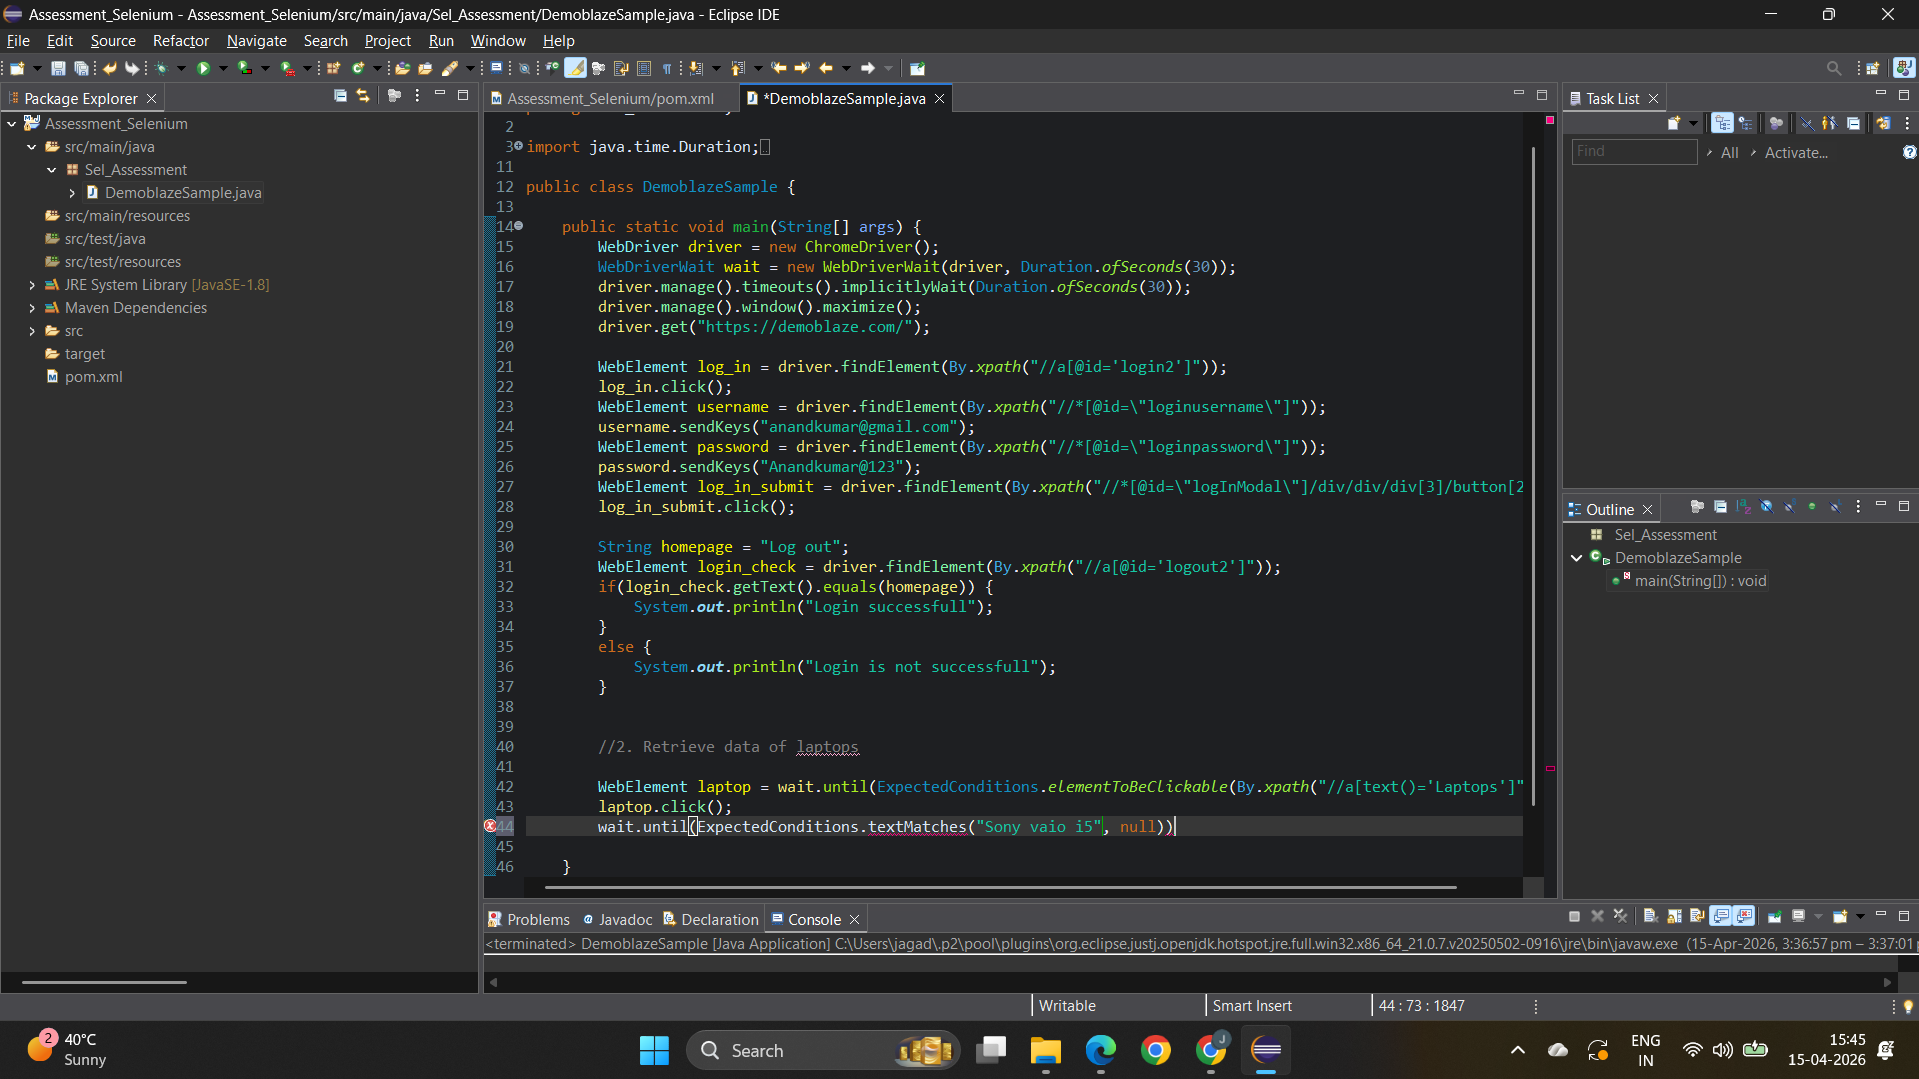 Assessment_Selenium - Assessment_Selenium/src/main/java/Sel_Assessment/DemoblazeSample.java - Eclipse IDE
File Edit Source Refactor Navigate Search Project Run Window Help
Package Explorer
Assessment_Selenium
src/main/java
Sel_Assessment
DemoblazeSample.java
src/main/resources
src/test/java
src/test/resources
JRE System Library [JavaSE-1.8]
Maven Dependencies
src
target
pom.xml
Assessment_Selenium/pom.xml *DemoblazeSample.java
2
3 import java.time.Duration;
11
12 public class DemoblazeSample {
13
14 public static void main(String[] args) {
15 WebDriver driver = new ChromeDriver();
16 WebDriverWait wait = new WebDriverWait(driver, Duration.ofSeconds(30));
17 driver.manage().timeouts().implicitlyWait(Duration.ofSeconds(30));
18 driver.manage().window().maximize();
19 driver.get("https://demoblaze.com/");
20
21 WebElement log_in = driver.findElement(By.xpath("//a[@id='login2']"));
22 log_in.click();
23 WebElement username = driver.findElement(By.xpath("//*[@id=\"loginusername\"]"));
24 username.sendKeys("anandkumar@gmail.com");
25 WebElement password = driver.findElement(By.xpath("//*[@id=\"loginpassword\"]"));
26 password.sendKeys("Anandkumar@123");
27 WebElement log_in_submit = driver.findElement(By.xpath("//*[@id=\"logInModal\"]/div/div/div[3]/button[2
28 log_in_submit.click();
29
30 String homepage = "Log out";
31 WebElement login_check = driver.findElement(By.xpath("//a[@id='logout2']"));
32 if(login_check.getText().equals(homepage)) {
33 System.out.println("Login successfull");
34 }
35 else {
36 System.out.println("Login is not successfull");
37 }
38
39
40 //2. Retrieve data of laptops
41
42 WebElement laptop = wait.until(ExpectedConditions.elementToBeClickable(By.xpath("//a[text()='Laptops']"
43 laptop.click();
44 wait.until(ExpectedConditions.textMatches("Sony vaio i5", null))
45
46 }
Task List
Find All Activate...
Outline
Sel_Assessment
DemoblazeSample
main(String[]) : void
Problems Javadoc Declaration Console
<terminated> DemoblazeSample [Java Application] C:\Users\jagad\.p2\pool\plugins\org.eclipse.justj.openjdk.hotspot.jre.full.win32.x86_64_21.0.7.v20250502-0916\jre\bin\javaw.exe (15-Apr-2026, 3:36:57 pm – 3:37:01
Writable Smart Insert 44 : 73 : 1847
2 40°C
Sunny
Search
J
ENG
IN
15:45
15-04-2026